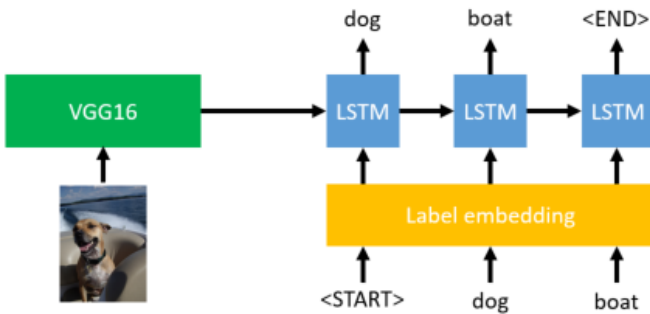 dog boat <END>
VGG16 LSTM LSTM LSTM
Label embedding
<START> dog boat